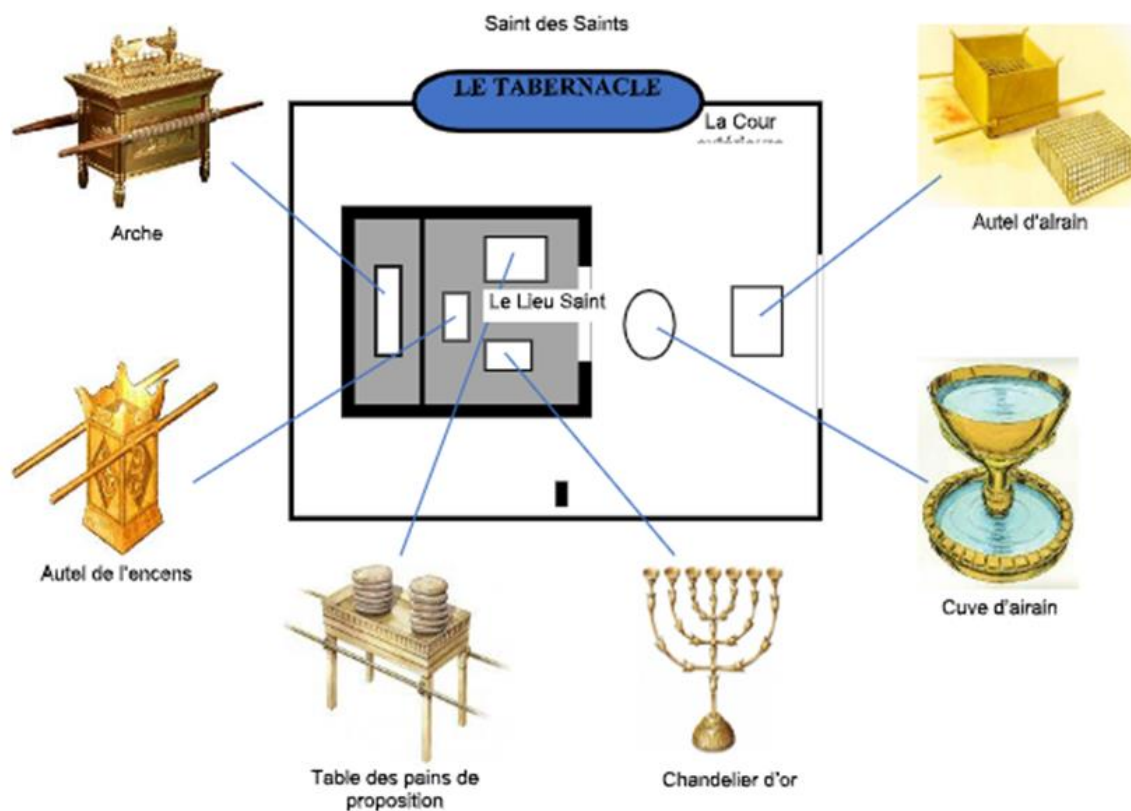 Saint des Saints
LE TABERNACLE
La Cour
extérieure
Arche
Autel d'airain
Le Lieu Saint
Autel de l'encens
Cuve d'airain
Table des pains de
proposition
Chandelier d'or